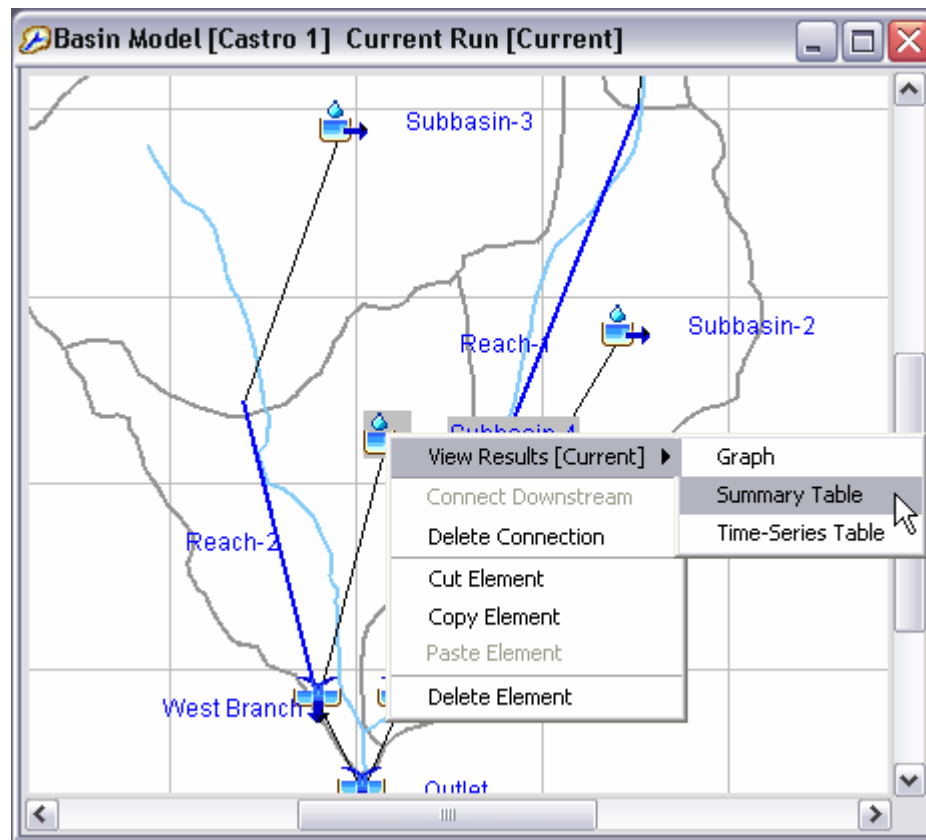 Basin Model [Castro 1] Current Run [Current]
Subbasin-3
Subbasin-2
Reach-1
Subbasin-4
View Results [Current]
Graph
Connect Downstream
Summary Table
Delete Connection
Time-Series Table
Reach-2
Cut Element
Copy Element
Paste Element
Delete Element
West Branch
Outlet